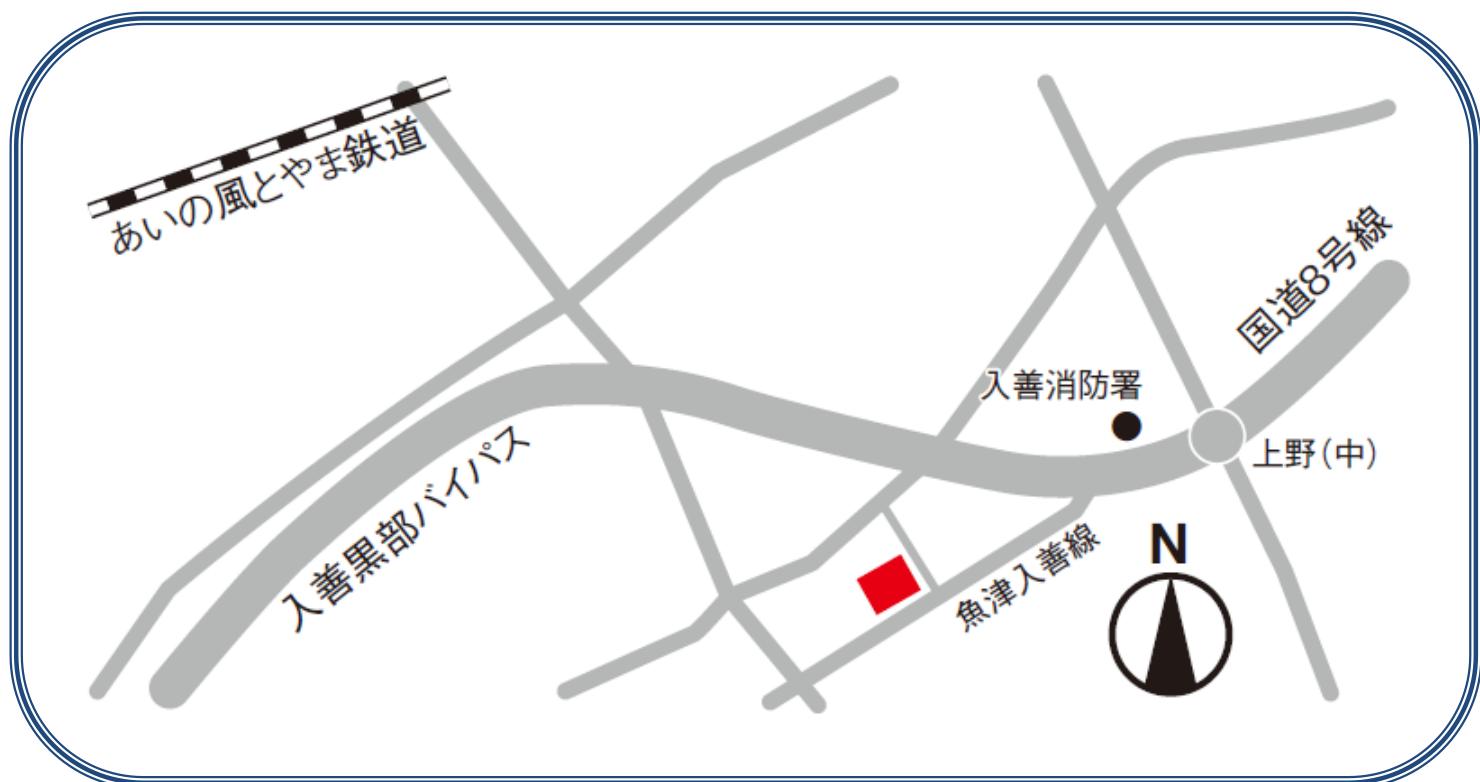 あいの風とやま鉄道
国道8号線
入善消防署
上野（中）
入善黒部バイパス
魚津入善線
N